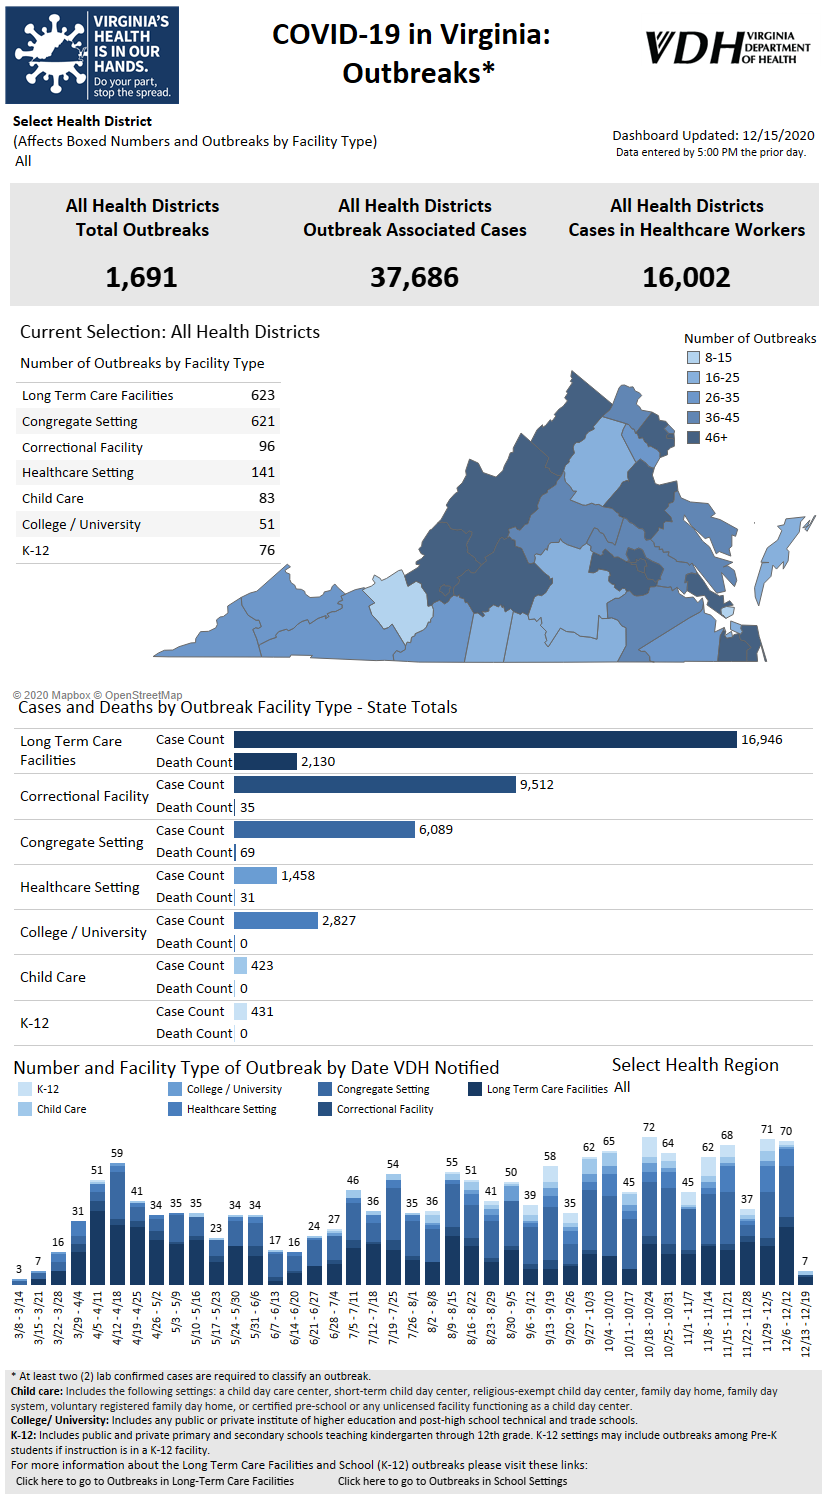 VIRGINIA'S
HEALTH
IS IN OUR
HANDS.
Do your part,
stop the spread.
COVID-19 in Virginia:
Outbreaks*
VDH VIRGINIA
DEPARTMENT
OF HEALTH
Select Health District
(Affects Boxed Numbers and Outbreaks by Facility Type)
All
Dashboard Updated: 12/15/2020
Data entered by 5:00 PM the prior day.
All Health Districts
Total Outbreaks
1,691
All Health Districts
Outbreak Associated Cases
37,686
All Health Districts
Cases in Healthcare Workers
16,002
Current Selection: All Health Districts
Number of Outbreaks by Facility Type
Long Term Care Facilities 623
Congregate Setting 621
Correctional Facility 96
Healthcare Setting 141
Child Care 83
College / University 51
K-12 76
Number of Outbreaks
8-15
16-25
26-35
36-45
46+
© 2020 Mapbox © OpenStreetMap
Cases and Deaths by Outbreak Facility Type - State Totals
Long Term Care
Facilities
Case Count 16,946
Death Count 2,130
Correctional Facility
Case Count 9,512
Death Count 35
Congregate Setting
Case Count 6,089
Death Count 69
Healthcare Setting
Case Count 1,458
Death Count 31
College / University
Case Count 2,827
Death Count 0
Child Care
Case Count 423
Death Count 0
K-12
Case Count 431
Death Count 0
Number and Facility Type of Outbreak by Date VDH Notified
Select Health Region
All
K-12 College / University Congregate Setting Long Term Care Facilities
Child Care Healthcare Setting Correctional Facility
3 7 16 31 51 59 41 34 35 35 23 34 34 17 16 24 27 46 36 54 35 36 55 51 41 50 39 58 35 62 65 45 72 64 45 62 68 37 71 70 7
3/8 - 3/14
3/15 - 3/21
3/22 - 3/28
3/29 - 4/4
4/5 - 4/11
4/12 - 4/18
4/19 - 4/25
4/26 - 5/2
5/3 - 5/9
5/10 - 5/16
5/17 - 5/23
5/24 - 5/30
5/31 - 6/6
6/7 - 6/13
6/14 - 6/20
6/21 - 6/27
6/28 - 7/4
7/5 - 7/11
7/12 - 7/18
7/19 - 7/25
7/26 - 8/1
8/2 - 8/8
8/9 - 8/15
8/16 - 8/22
8/23 - 8/29
8/30 - 9/5
9/6 - 9/12
9/13 - 9/19
9/20 - 9/26
9/27 - 10/3
10/4 - 10/10
10/11 - 10/17
10/18 - 10/24
10/25 - 10/31
11/1 - 11/7
11/8 - 11/14
11/15 - 11/21
11/22 - 11/28
11/29 - 12/5
12/6 - 12/12
12/13 - 12/19
* At least two (2) lab confirmed cases are required to classify an outbreak.
Child care: Includes the following settings: a child day care center, short-term child day center, religious-exempt child day center, family day home, family day
system, voluntary registered family day home, or certified pre-school or any unlicensed facility functioning as a child day center.
College/ University: Includes any public or private institute of higher education and post-high school technical and trade schools.
K-12: Includes public and private primary and secondary schools teaching kindergarten through 12th grade. K-12 settings may include outbreaks among Pre-K
students if instruction is in a K-12 facility.
For more information about the Long Term Care Facilities and School (K-12) outbreaks please visit these links:
Click here to go to Outbreaks in Long-Term Care Facilities Click here to go to Outbreaks in School Settings